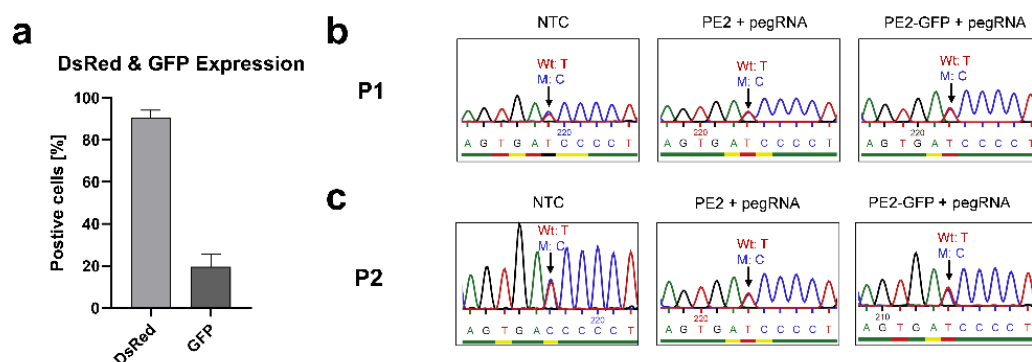 a
DsRed & GFP Expression
Postive cells [%]
100
80
60
40
20
0
DsRed
GFP
b
P1
NTC
Wt: T
M: C
220
A G T G A T C C C C T
PE2 + pegRNA
Wt: T
M: C
220
A G T G A T C C C C T
PE2-GFP + pegRNA
Wt: T
M: C
220
A G T G A T C C C C T
c
P2
NTC
Wt: T
M: C
220
A G T G A C C C C C T
PE2 + pegRNA
Wt: T
M: C
220
A G T G A T C C C C T
PE2-GFP + pegRNA
Wt: T
M: C
210
A G T G A T C C C C T